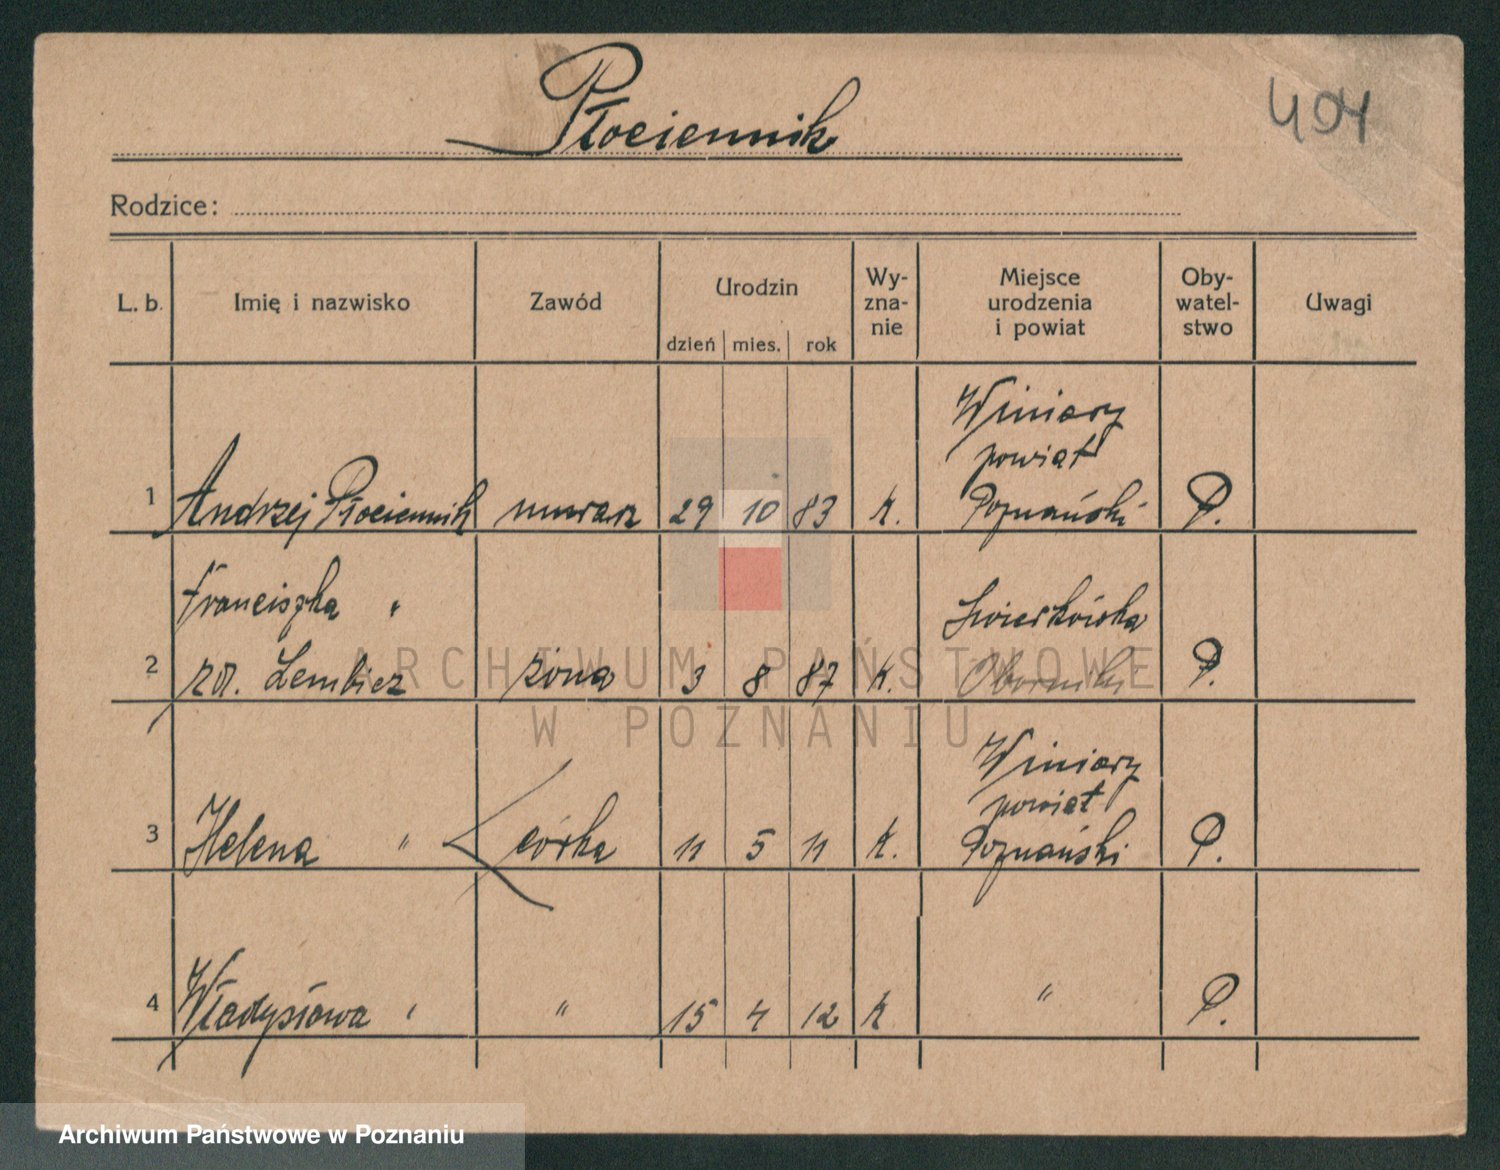 Płociennik
404
Rodzice:
L. b. Imię i nazwisko Zawód Urodzin dzień mies. rok Wy-zna-nie Miejsce urodzenia i powiat Oby-watel-stwo Uwagi
Winiary
powiat
1 Andrzej Płociennik murarz 29 10 83 K. Poznański P.
Franciszka "
2 żona 3 8 87 K. Oborniki P.
zd. Lembicz
Winiary
powiat
3 Helena " córka 11 5 11 K. Poznański P.
4 Władysława " " 15 4 12 K " P.
ARCHIWUM PAŃSTWOWE
W POZNANIU
Archiwum Państwowe w Poznaniu